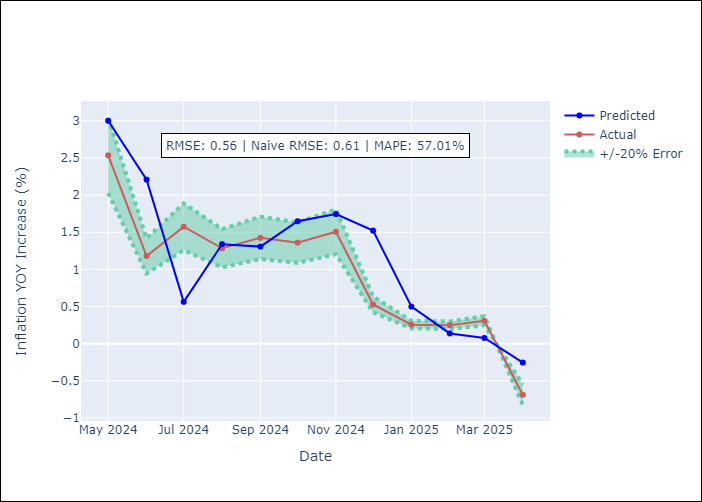 Predicted
Actual
+/-20% Error
RMSE: 0.56 | Naive RMSE: 0.61 | MAPE: 57.01%
Inflation YOY Increase (%)
3
2.5
2
1.5
1
0.5
0
−0.5
−1
May 2024
Jul 2024
Sep 2024
Nov 2024
Jan 2025
Mar 2025
Date